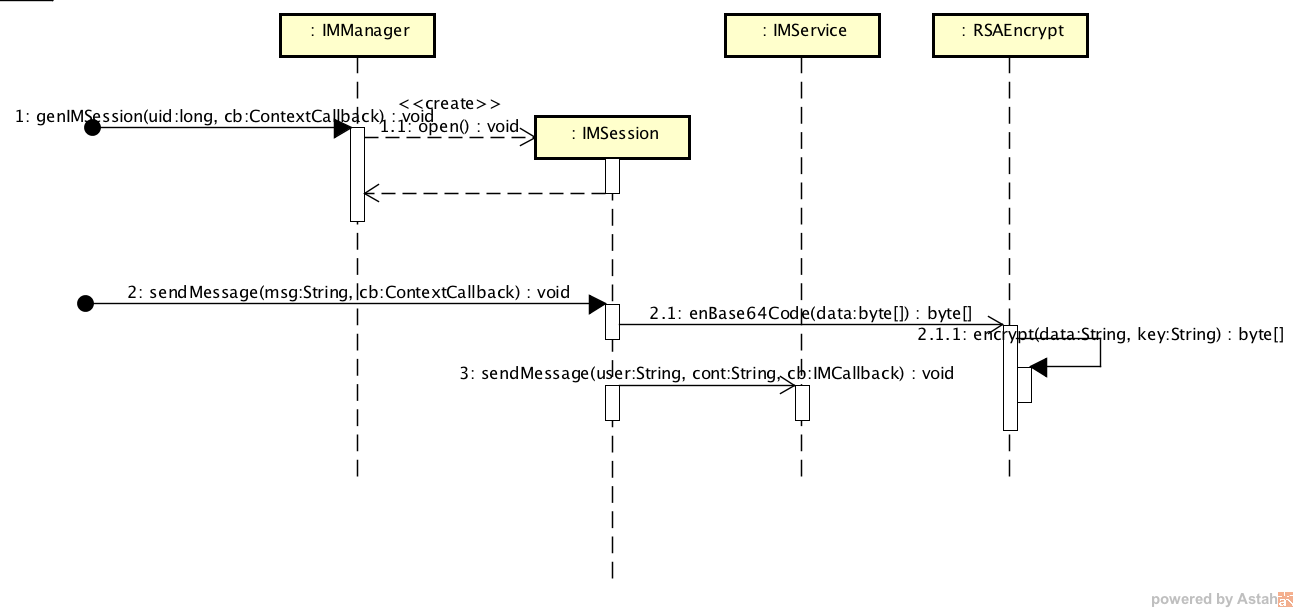 : IMManager
: IMService
: RSAEncrypt
<<create>>
1: genIMSession(uid:long, cb:ContextCallback) : void
1.1: open() : void
: IMSession
2: sendMessage(msg:String, cb:ContextCallback) : void
2.1: enBase64Code(data:byte[]) : byte[]
2.1.1: encrypt(data:String, key:String) : byte[]
3: sendMessage(user:String, cont:String, cb:IMCallback) : void
powered by Astah